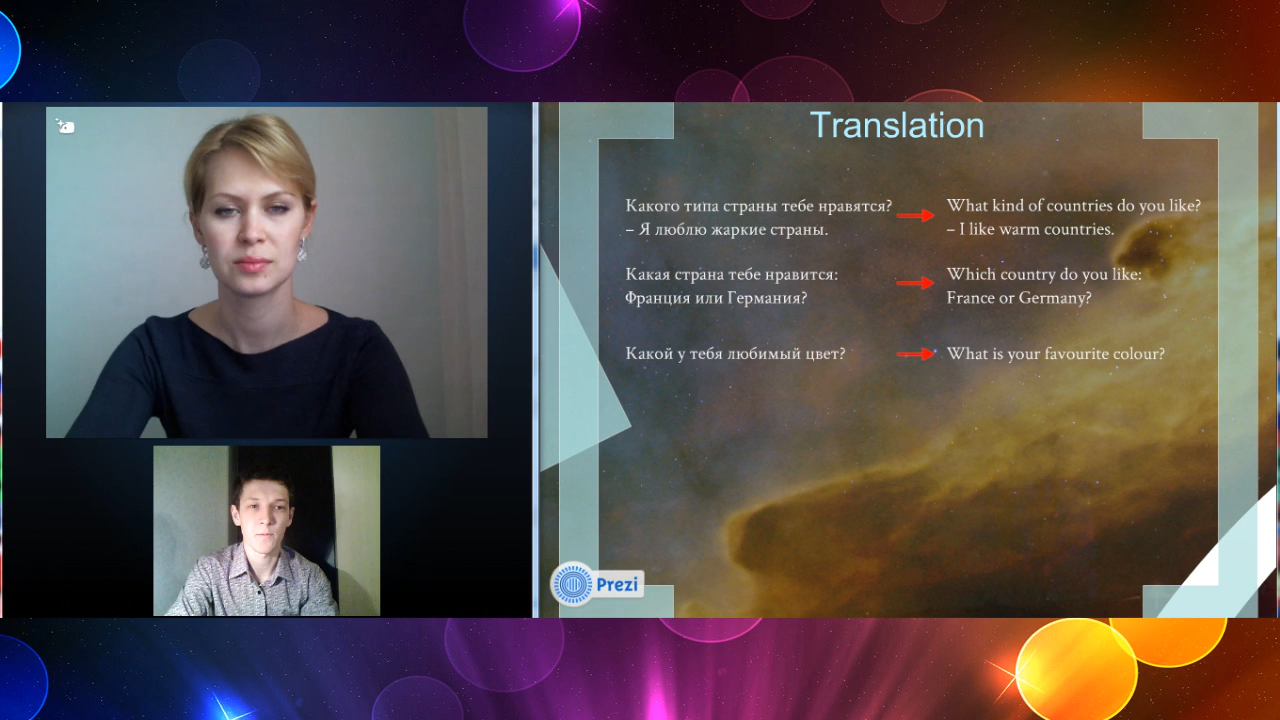 Translation
Какого типа страны тебе нравятся?
– Я люблю жаркие страны.
What kind of countries do you like?
– I like warm countries.
Какая страна тебе нравится:
Франция или Германия?
Which country do you like:
France or Germany?
Какой у тебя любимый цвет?
What is your favourite colour?
Prezi